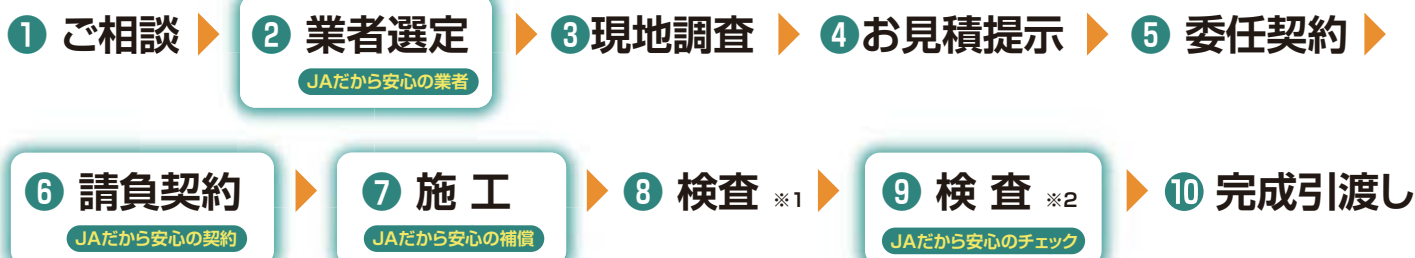 ❶ ご相談 ▶ ❷ 業者選定 ▶ ❸現地調査 ▶ ❹お見積提示 ▶ ❺ 委任契約 ▶
JAだから安心の業者
❻ 請負契約 ▶ ❼ 施 工 ▶ ❽ 検査 ※1 ▶ ❾ 検 査 ※2 ▶ ❿ 完成引渡し
JAだから安心の契約 JAだから安心の補償 JAだから安心のチェック